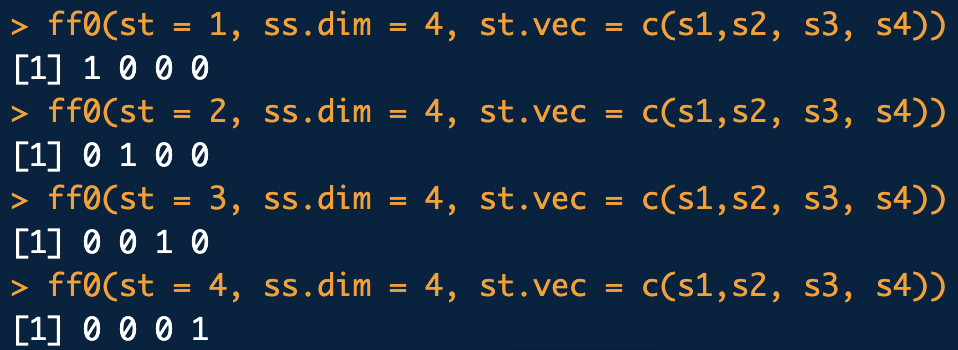 > ff0(st = 1, ss.dim = 4, st.vec = c(s1,s2, s3, s4))
[1] 1 0 0 0
> ff0(st = 2, ss.dim = 4, st.vec = c(s1,s2, s3, s4))
[1] 0 1 0 0
> ff0(st = 3, ss.dim = 4, st.vec = c(s1,s2, s3, s4))
[1] 0 0 1 0
> ff0(st = 4, ss.dim = 4, st.vec = c(s1,s2, s3, s4))
[1] 0 0 0 1